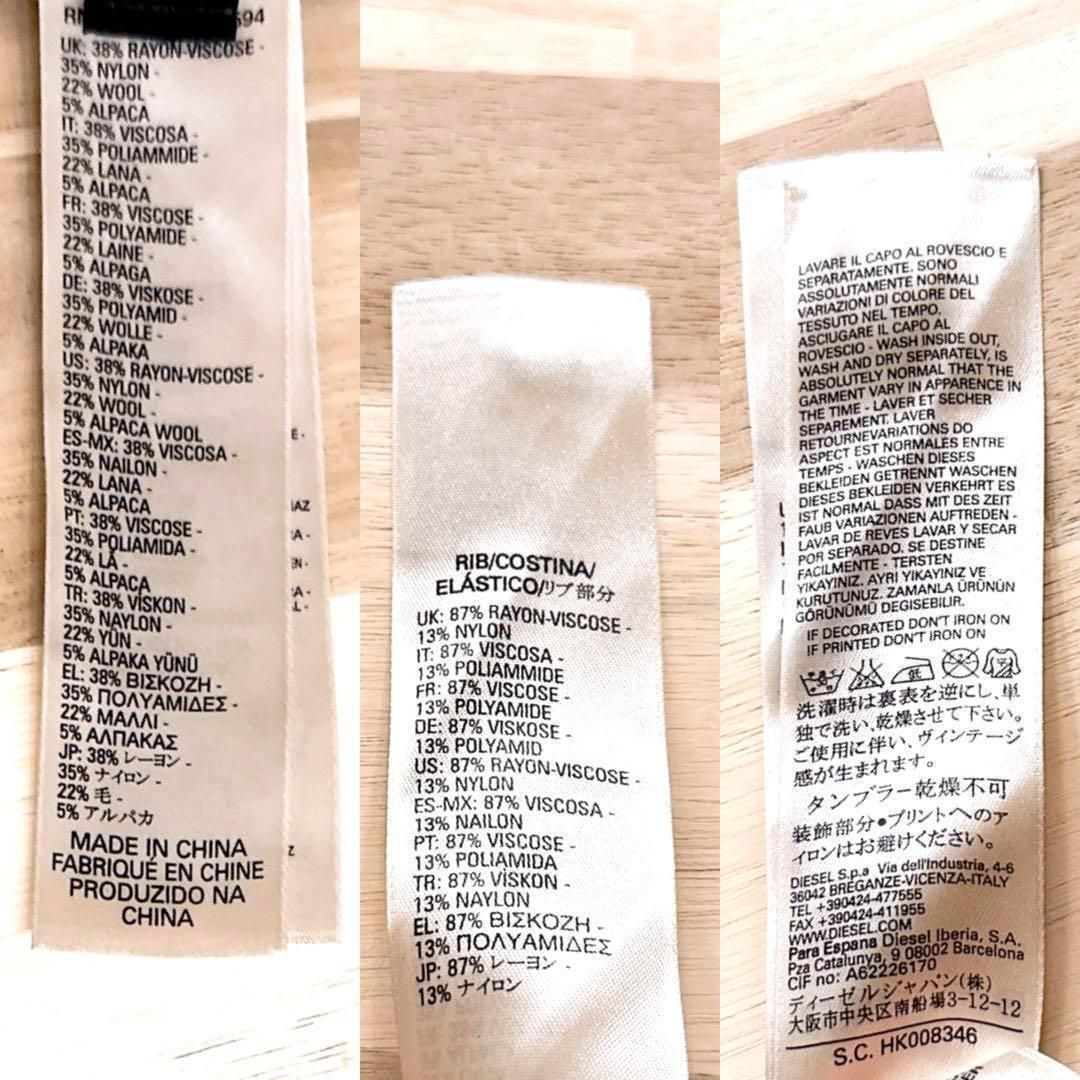 RN 594
UK: 38% RAYON-VISCOSE -
35% NYLON -
22% WOOL -
5% ALPACA
IT: 38% VISCOSA -
35% POLIAMMIDE -
22% LANA -
5% ALPACA
FR: 38% VISCOSE -
35% POLYAMIDE -
22% LAINE -
5% ALPAGA
DE: 38% VISKOSE -
35% POLYAMID -
22% WOLLE -
5% ALPAKA
US: 38% RAYON-VISCOSE -
35% NYLON -
22% WOOL -
5% ALPACA WOOL
ES-MX: 38% VISCOSA -
35% NAILON -
22% LANA -
5% ALPACA
PT: 38% VISCOSE -
35% POLIAMIDA -
22% LÃ -
5% ALPACA
TR: 38% VİSKON -
35% NAYLON -
22% YÜN -
5% ALPAKA YÜNÜ
EL: 38% ΒΙΣΚΟΖΗ -
35% ΠΟΛΥΑΜΙΔΕΣ -
22% ΜΑΛΛΙ -
5% ΑΛΠΑΚΑΣ
JP: 38% レーヨン -
35% ナイロン -
22% 毛 -
5% アルパカ
MADE IN CHINA
FABRIQUÉ EN CHINE
PRODUZIDO NA
CHINA
RIB/COSTINA/
ELÁSTICO/リブ部分
UK: 87% RAYON-VISCOSE -
13% NYLON
IT: 87% VISCOSA -
13% POLIAMMIDE
FR: 87% VISCOSE -
13% POLYAMIDE
DE: 87% VISKOSE -
13% POLYAMID
US: 87% RAYON-VISCOSE -
13% NYLON
ES-MX: 87% VISCOSA -
13% NAILON
PT: 87% VISCOSE -
13% POLIAMIDA
TR: 87% VİSKON -
13% NAYLON
EL: 87% ΒΙΣΚΟΖΗ -
13% ΠΟΛΥΑΜΙΔΕΣ
JP: 87% レーヨン -
13% ナイロン
LAVARE IL CAPO AL ROVESCIO E
SEPARATAMENTE. SONO
ASSOLUTAMENTE NORMALI
VARIAZIONI DI COLORE DEL
TESSUTO NEL TEMPO.
ASCIUGARE IL CAPO AL
ROVESCIO - WASH INSIDE OUT,
WASH AND DRY SEPARATELY, IS
ABSOLUTELY NORMAL THAT THE
GARMENT VARY IN APPARENCE IN
THE TIME - LAVER ET SECHER
SEPAREMENT. LAVER
RETOURNEVARIATIONS DO
ASPECT EST NORMALES ENTRE
TEMPS - WASCHEN DIESES
BEKLEIDEN GETRENNT WASCHEN
DIESES BEKLEIDEN VERKEHRT ES
IST NORMAL DASS MIT DES ZEIT
FAUB VARIAZIONEN AUFTREDEN -
LAVAR DE REVES LAVAR Y SECAR
POR SEPARADO. SE DESTINE
FACILMENTE - TERSTEN
YIKAYINIZ. AYRI YIKAYINIZ VE
KURUTUNUZ. ZAMANLA ÜRÜNÜN
GÖRÜNÜMÜ DEGISEBILIR.
IF DECORATED DON'T IRON ON
IF PRINTED DON'T IRON ON
低
洗濯時は裏表を逆にし、単
独で洗い、乾燥させて下さい。
ご使用に伴い、ヴィンテージ
感が生まれます。
タンブラー乾燥不可
装飾部分●プリントへのア
イロンはお避けください。
DIESEL S.p.a Via dell'Industria, 4-6
36042 BREGANZE-VICENZA-ITALY
TEL +390424-477555
FAX +390424-411955
WWW.DIESEL.COM
Para Espana Diesel Iberia, S.A.
Pza Catalunya, 9 08002 Barcelona
CIF no: A62226170
ディーゼルジャパン(株)
大阪市中央区南船場3-12-12
S.C. HK008346